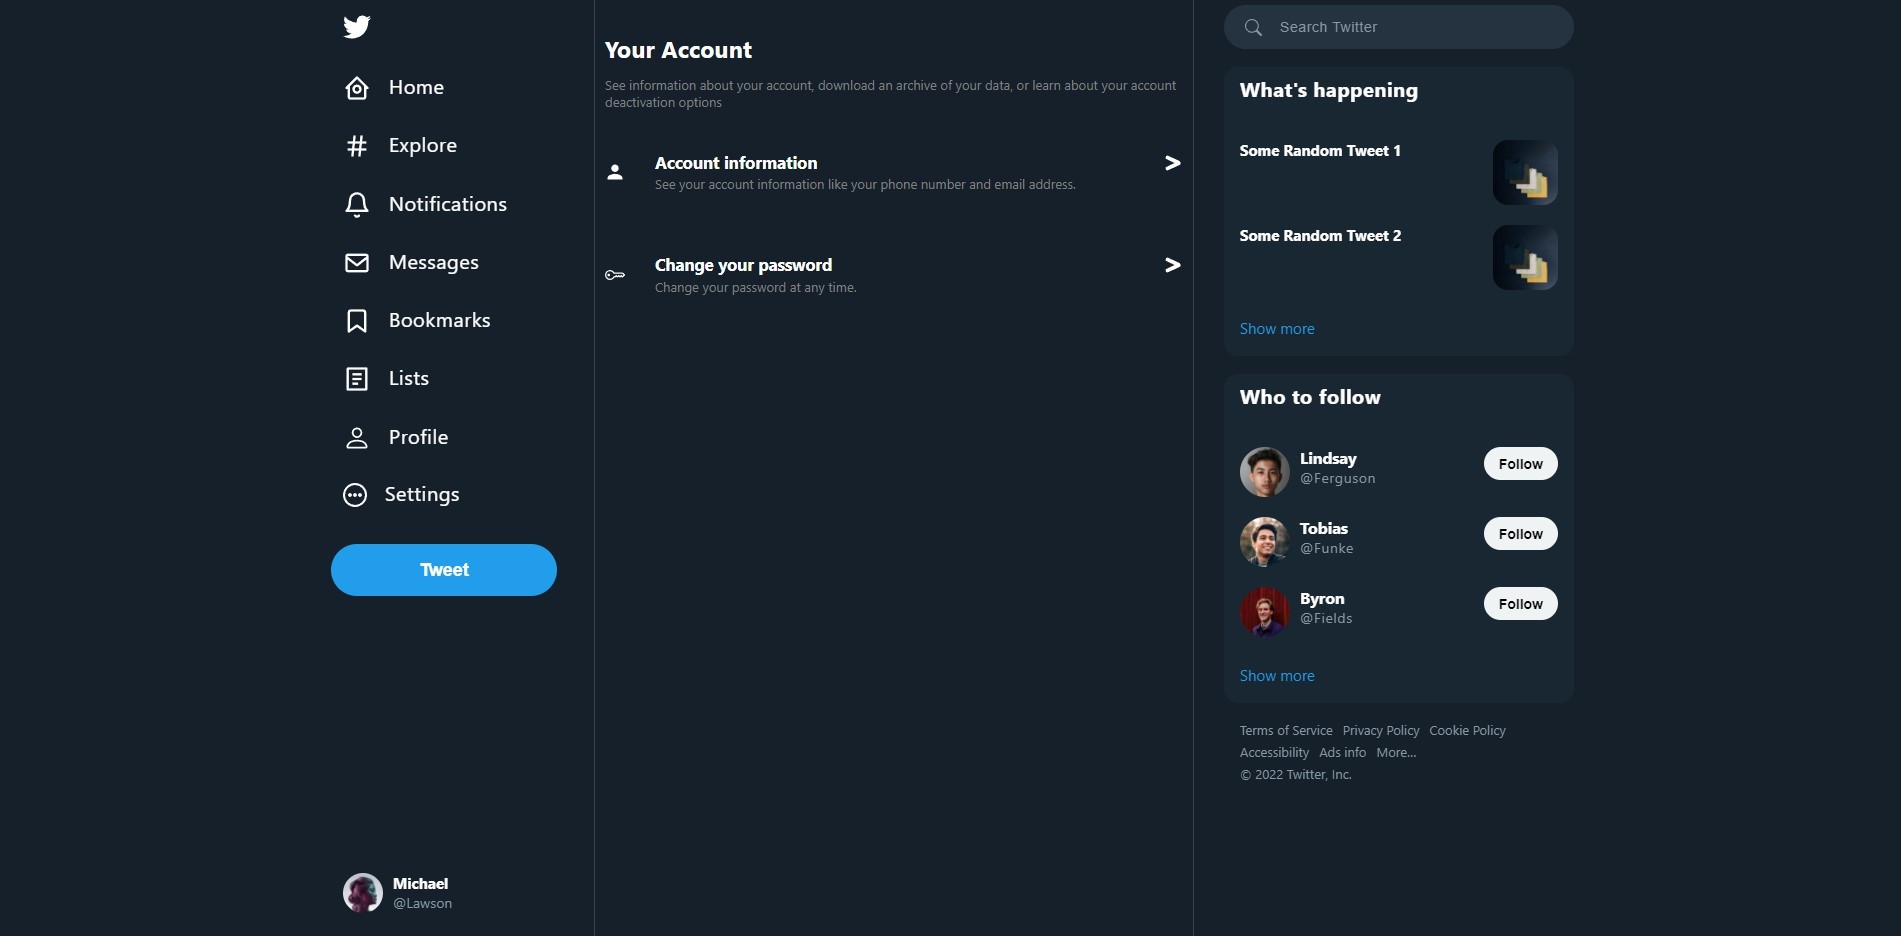 Home
Explore
Notifications
Messages
Bookmarks
Lists
Profile
Settings
Tweet
Michael
@Lawson
Your Account
See information about your account, download an archive of your data, or learn about your account
deactivation options
Account information
See your account information like your phone number and email address.
Change your password
Change your password at any time.
Search Twitter
What's happening
Some Random Tweet 1
Some Random Tweet 2
Show more
Who to follow
Lindsay
@Ferguson
Follow
Tobias
@Funke
Follow
Byron
@Fields
Follow
Show more
Terms of Service Privacy Policy Cookie Policy
Accessibility Ads info More...
© 2022 Twitter, Inc.